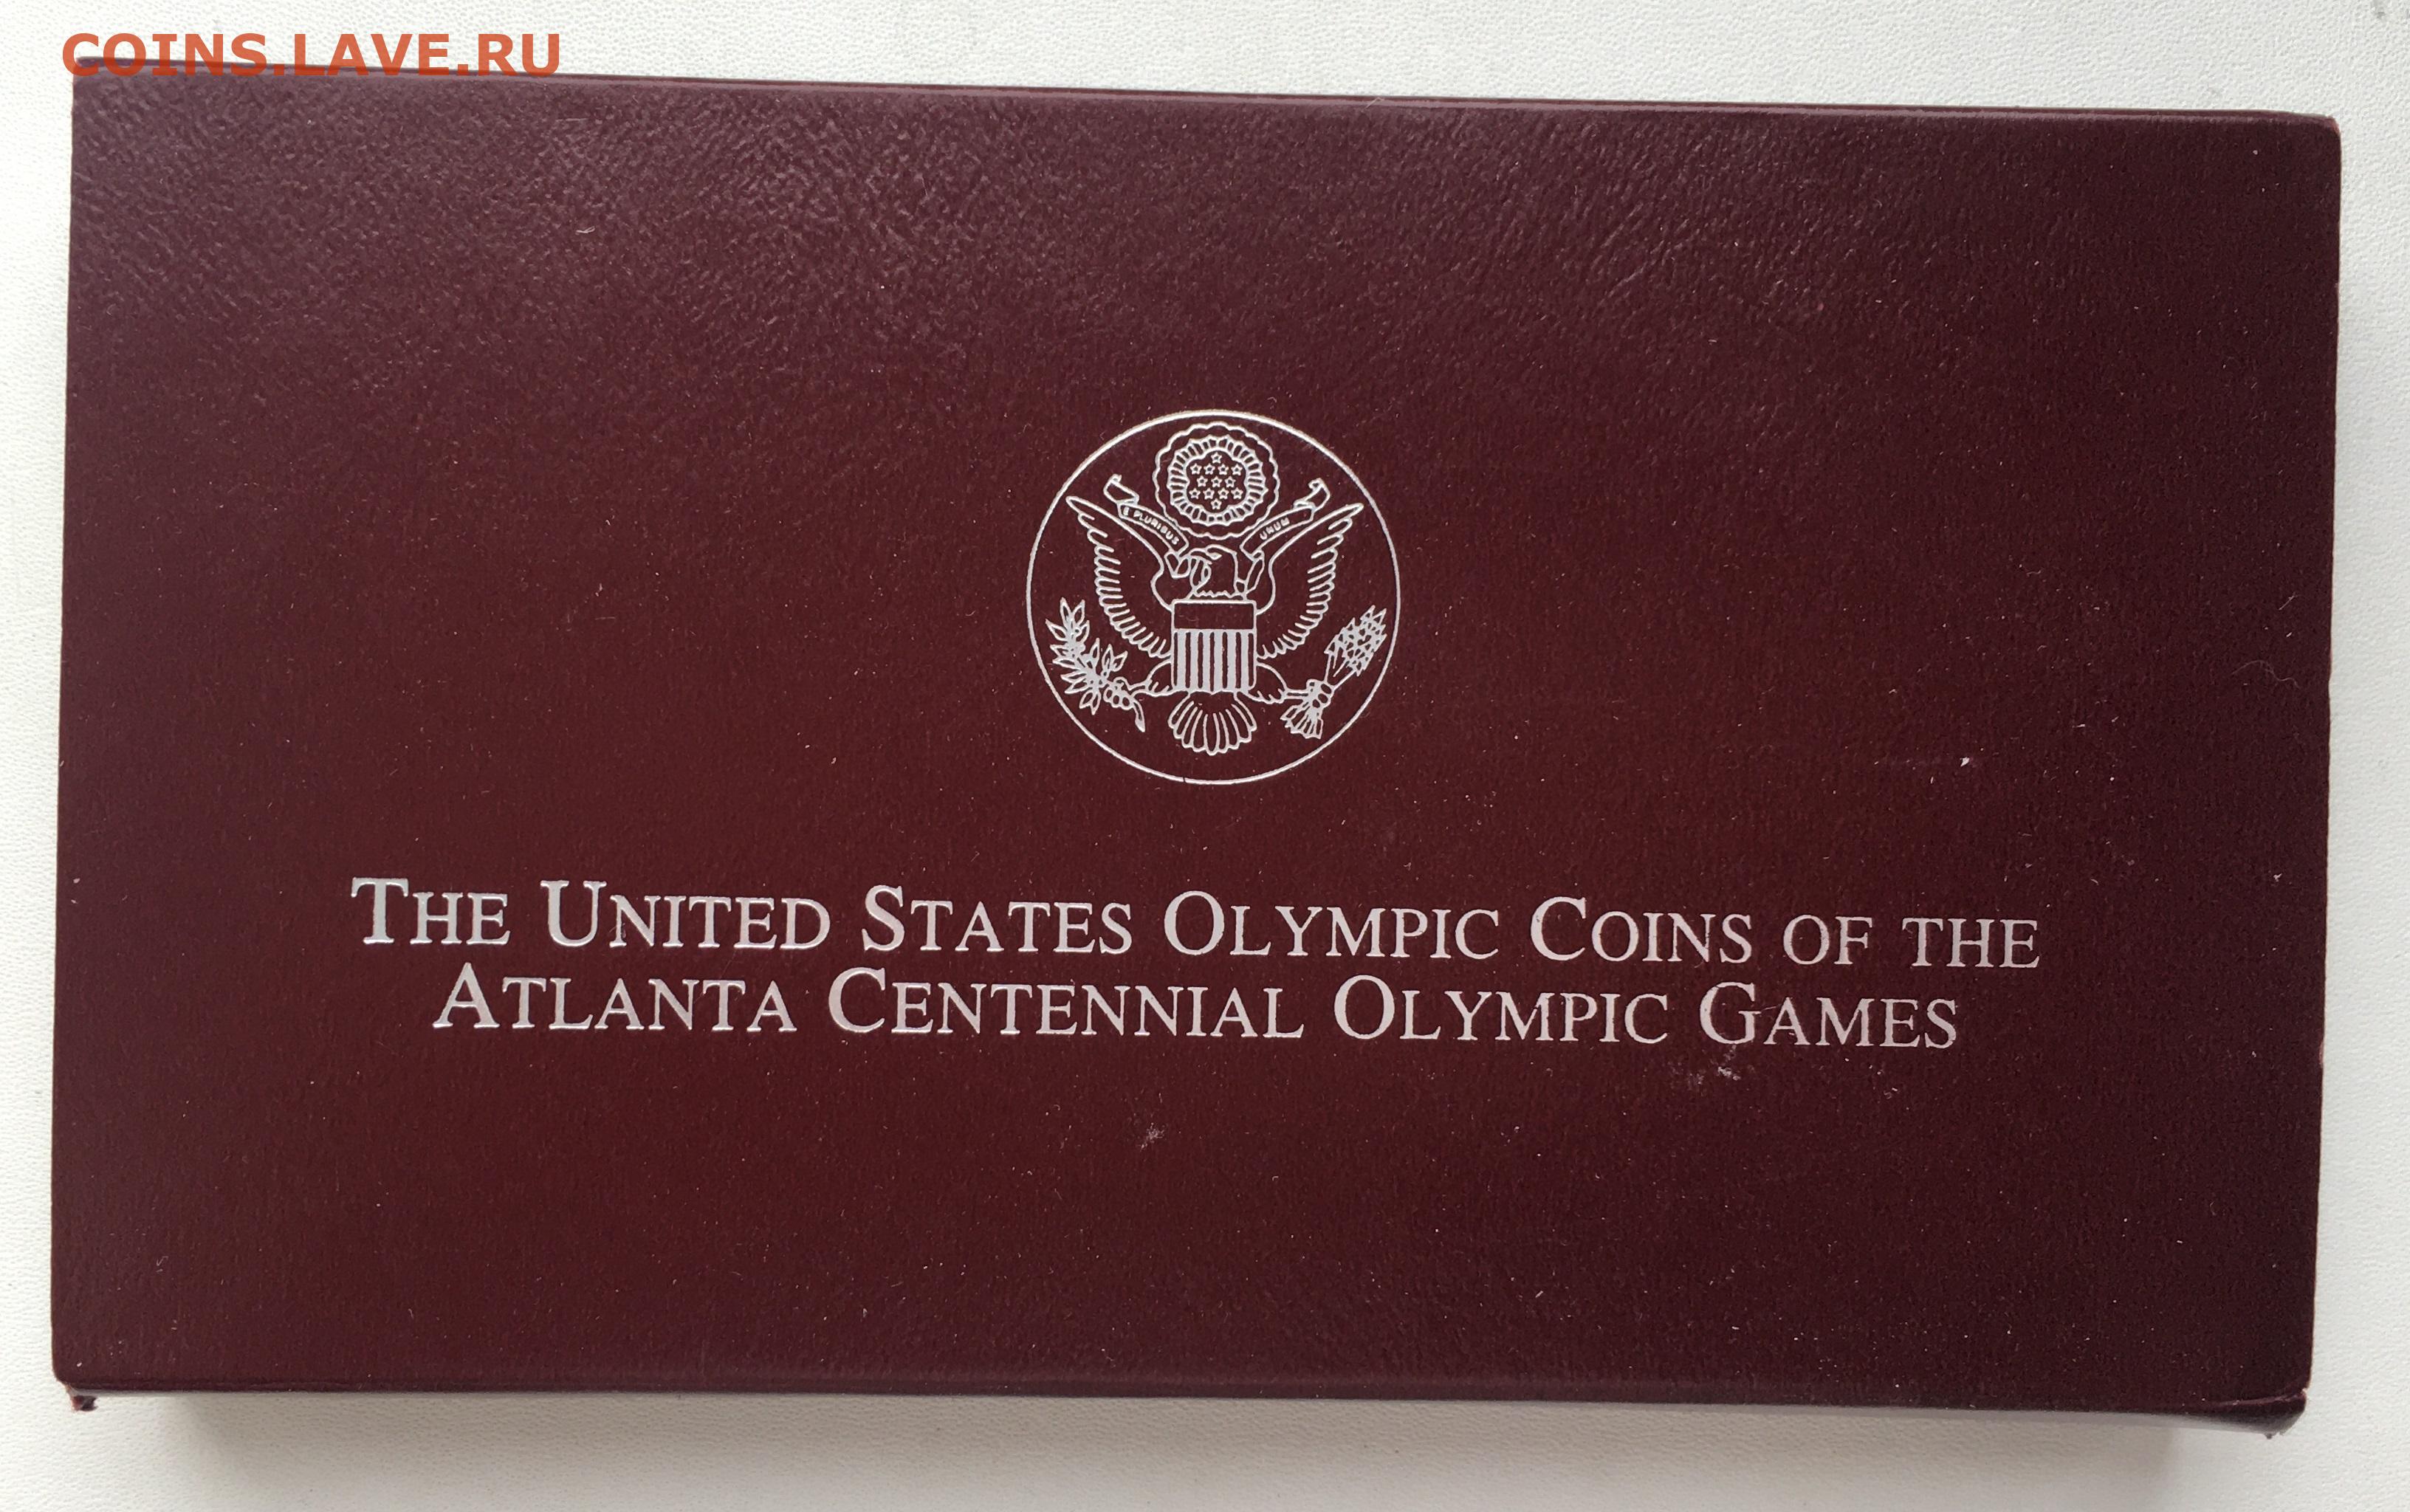 COINS.LAVE.RU
E PLURIBUS UNUM
THE UNITED STATES OLYMPIC COINS OF THE
ATLANTA CENTENNIAL OLYMPIC GAMES